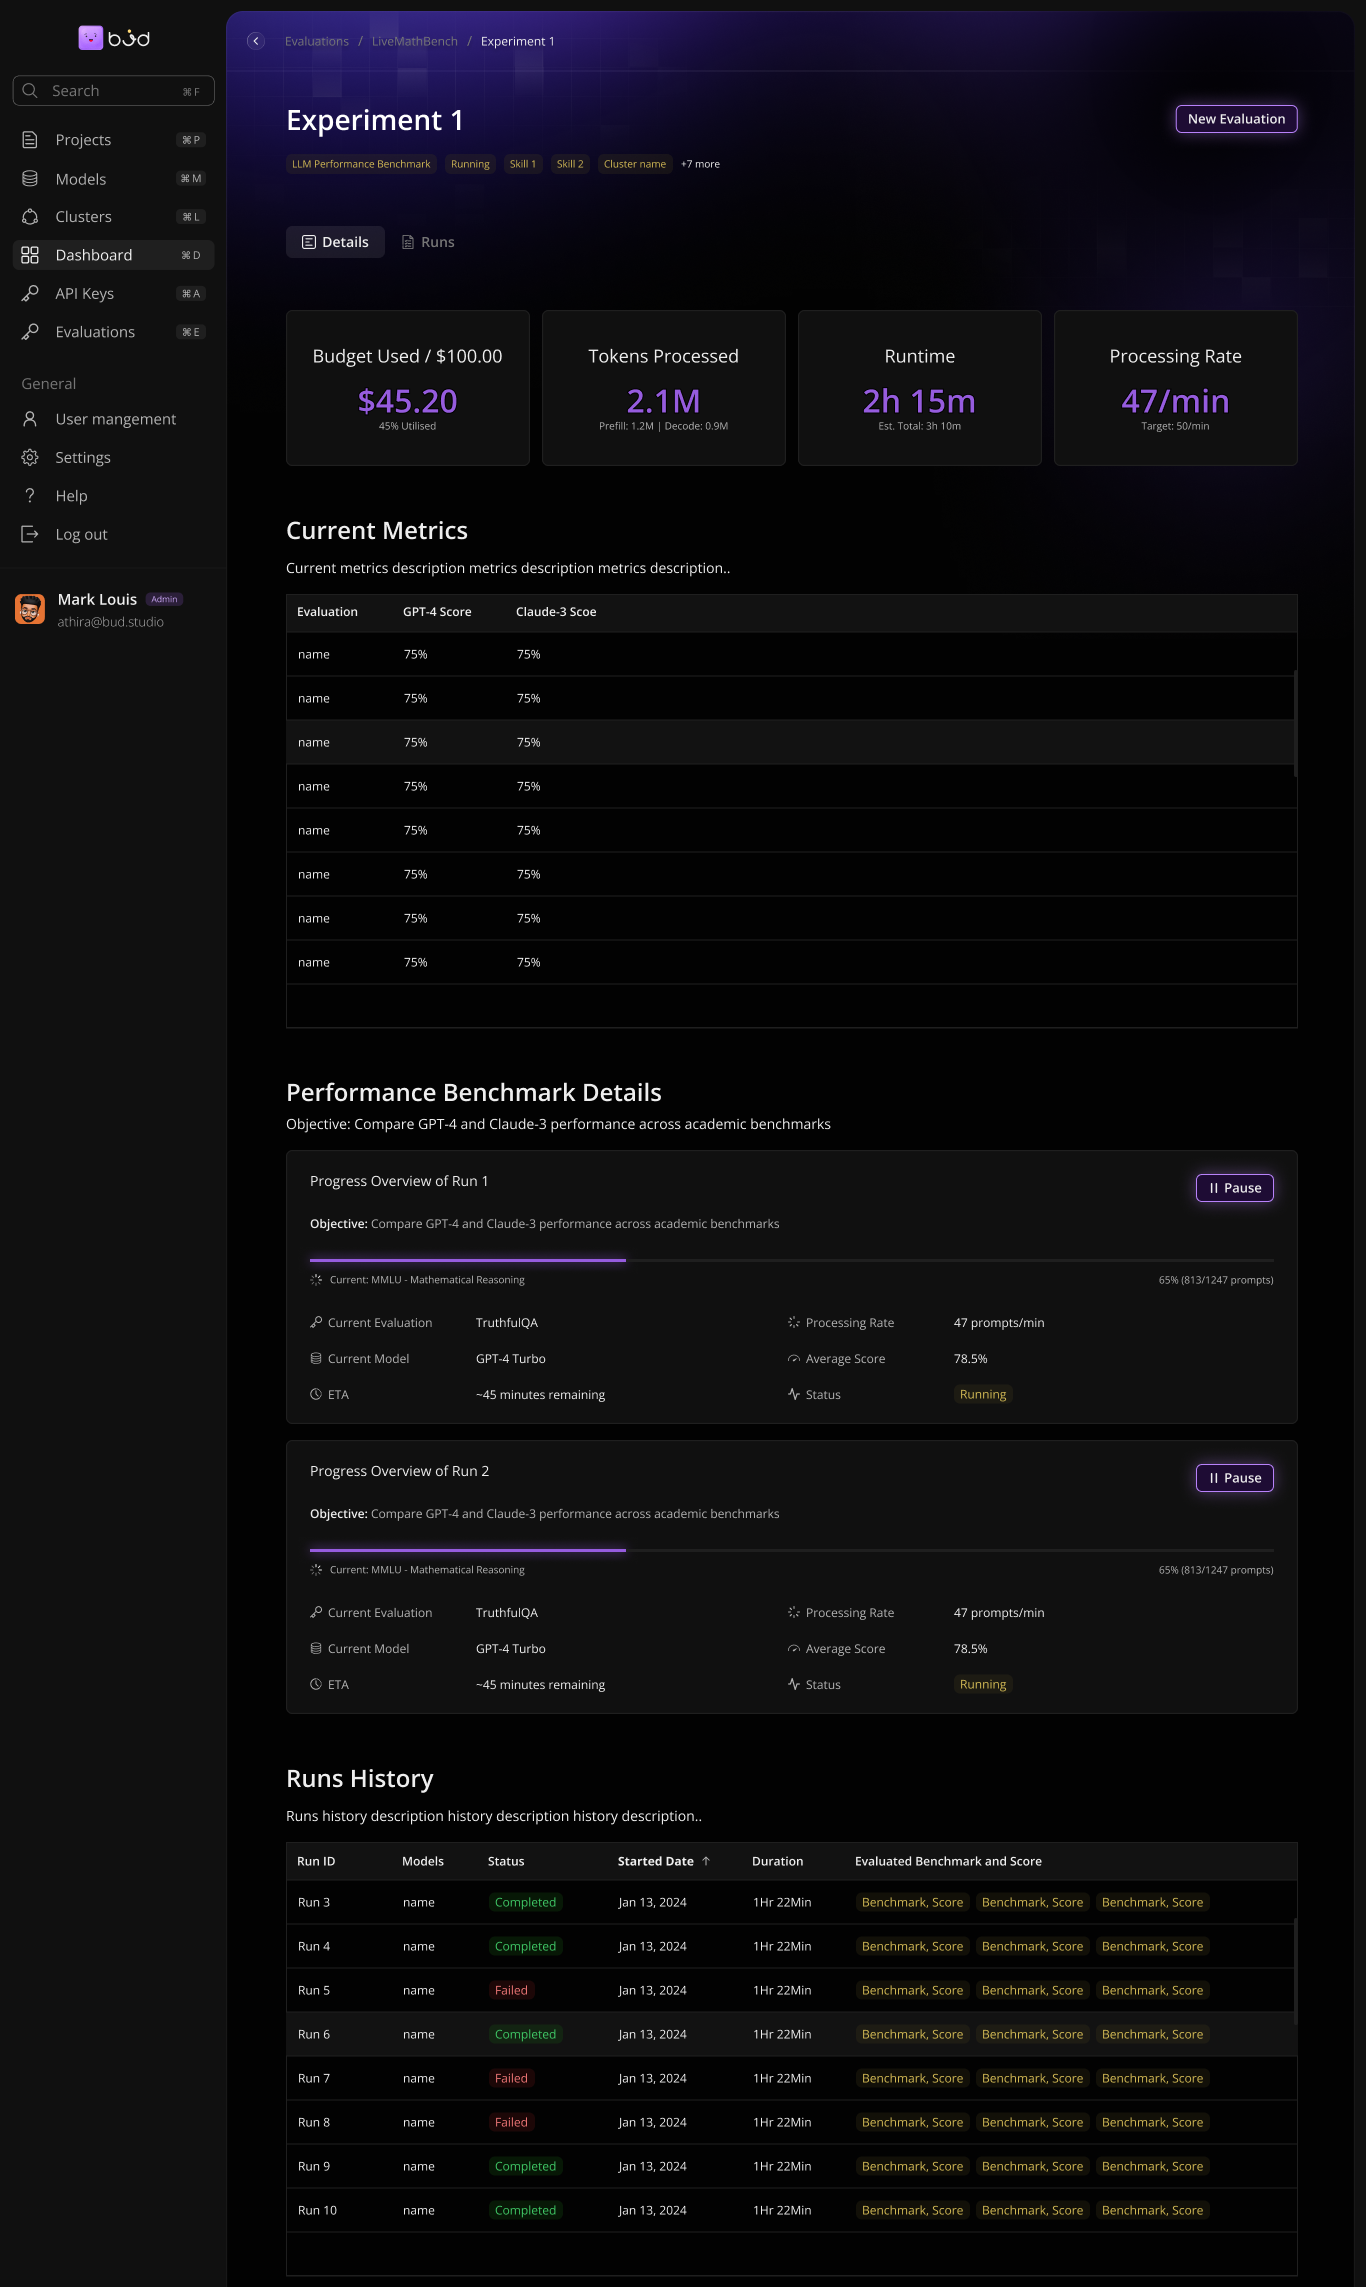 bud
Search ⌘ F
Projects ⌘ P
Models ⌘ M
Clusters ⌘ L
Dashboard ⌘ D
API Keys ⌘ A
Evaluations ⌘ E
General
User mangement
Settings
Help
Log out
Mark Louis Admin
athira@bud.studio
Evaluations / LiveMathBench / Experiment 1
Experiment 1
New Evaluation
LLM Performance Benchmark Running Skill 1 Skill 2 Cluster name +7 more
Details Runs
Budget Used / $100.00
$45.20
45% Utilised
Tokens Processed
2.1M
Prefill: 1.2M | Decode: 0.9M
Runtime
2h 15m
Est. Total: 3h 10m
Processing Rate
47/min
Target: 50/min
Current Metrics
Current metrics description metrics description metrics description..
Evaluation GPT-4 Score Claude-3 Scoe
name 75% 75%
name 75% 75%
name 75% 75%
name 75% 75%
name 75% 75%
name 75% 75%
name 75% 75%
name 75% 75%
Performance Benchmark Details
Objective: Compare GPT-4 and Claude-3 performance across academic benchmarks
Progress Overview of Run 1
Pause
Objective: Compare GPT-4 and Claude-3 performance across academic benchmarks
Current: MMLU - Mathematical Reasoning 65% (813/1247 prompts)
Current Evaluation TruthfulQA Processing Rate 47 prompts/min
Current Model GPT-4 Turbo Average Score 78.5%
ETA ~45 minutes remaining Status Running
Progress Overview of Run 2
Pause
Objective: Compare GPT-4 and Claude-3 performance across academic benchmarks
Current: MMLU - Mathematical Reasoning 65% (813/1247 prompts)
Current Evaluation TruthfulQA Processing Rate 47 prompts/min
Current Model GPT-4 Turbo Average Score 78.5%
ETA ~45 minutes remaining Status Running
Runs History
Runs history description history description history description..
Run ID Models Status Started Date ↑ Duration Evaluated Benchmark and Score
Run 3 name Completed Jan 13, 2024 1Hr 22Min Benchmark, Score Benchmark, Score Benchmark, Score
Run 4 name Completed Jan 13, 2024 1Hr 22Min Benchmark, Score Benchmark, Score Benchmark, Score
Run 5 name Failed Jan 13, 2024 1Hr 22Min Benchmark, Score Benchmark, Score Benchmark, Score
Run 6 name Completed Jan 13, 2024 1Hr 22Min Benchmark, Score Benchmark, Score Benchmark, Score
Run 7 name Failed Jan 13, 2024 1Hr 22Min Benchmark, Score Benchmark, Score Benchmark, Score
Run 8 name Failed Jan 13, 2024 1Hr 22Min Benchmark, Score Benchmark, Score Benchmark, Score
Run 9 name Completed Jan 13, 2024 1Hr 22Min Benchmark, Score Benchmark, Score Benchmark, Score
Run 10 name Completed Jan 13, 2024 1Hr 22Min Benchmark, Score Benchmark, Score Benchmark, Score